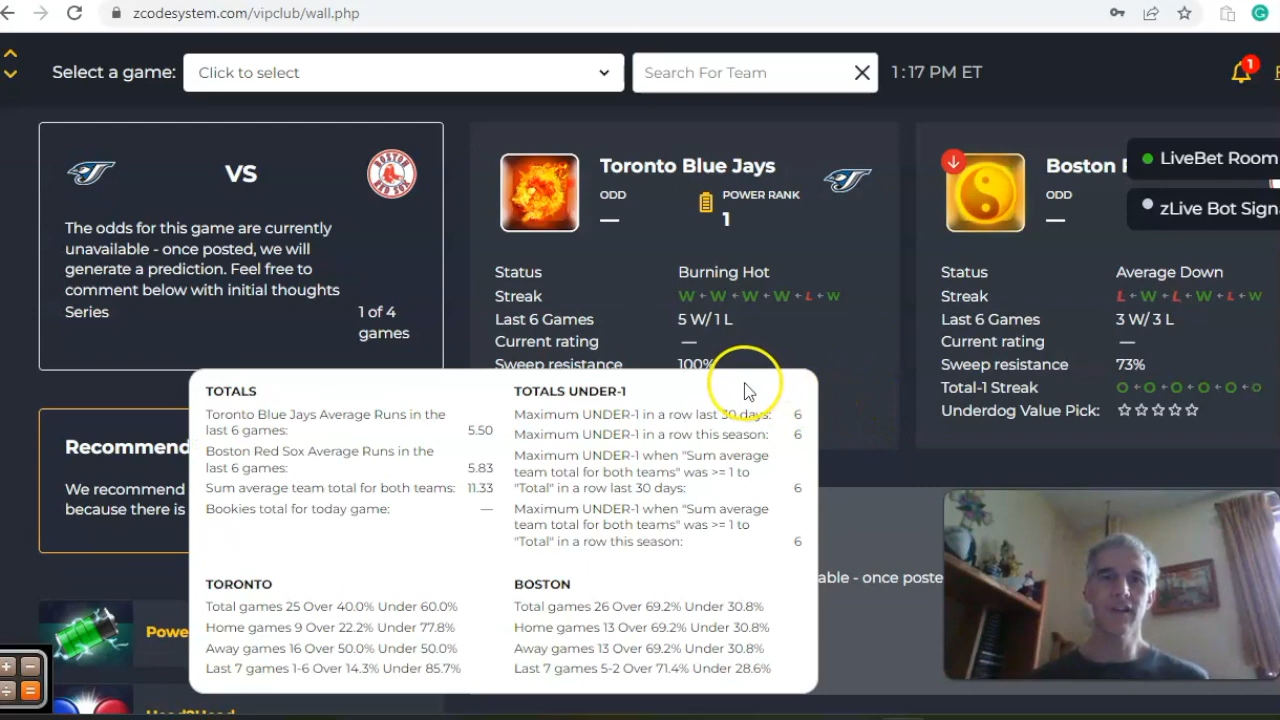 zcodesystem.com/vipclub/wall.php
Select a game:
Click to select
Search For Team
1:17 PM ET
1
VS
BOSTON RED SOX
The odds for this game are currently
unavailable - once posted, we will
generate a prediction. Feel free to
comment below with initial thoughts
Series
1 of 4
games
Toronto Blue Jays
ODD
—
POWER RANK
1
Status Burning Hot
Streak W ← W ← W ← W ← L ← W
Last 6 Games 5 W/ 1 L
Current rating —
Sweep resistance 100%
Boston
ODD
—
LiveBet Room
zLive Bot Sign
Status Average Down
Streak L ← W ← L ← W ← L ← W
Last 6 Games 3 W/ 3 L
Current rating —
Sweep resistance 73%
Total-1 Streak O ← O ← O ← O ← O ← O
Underdog Value Pick:
Recommend
We recommend
because there is
TOTALS
Toronto Blue Jays Average Runs in the
last 6 games: 5.50
Boston Red Sox Average Runs in the
last 6 games: 5.83
Sum average team total for both teams: 11.33
Bookies total for today game: —
TOTALS UNDER-1
Maximum UNDER-1 in a row last 30 days: 6
Maximum UNDER-1 in a row this season: 6
Maximum UNDER-1 when "Sum average
team total for both teams" was >= 1 to
"Total" in a row last 30 days: 6
Maximum UNDER-1 when "Sum average
team total for both teams" was >= 1 to
"Total" in a row this season: 6
TORONTO
Total games 25 Over 40.0% Under 60.0%
Home games 9 Over 22.2% Under 77.8%
Away games 16 Over 50.0% Under 50.0%
Last 7 games 1-6 Over 14.3% Under 85.7%
BOSTON
Total games 26 Over 69.2% Under 30.8%
Home games 13 Over 69.2% Under 30.8%
Away games 13 Over 69.2% Under 30.8%
Last 7 games 5-2 Over 71.4% Under 28.6%
able - once poste
Powe
Head2Head